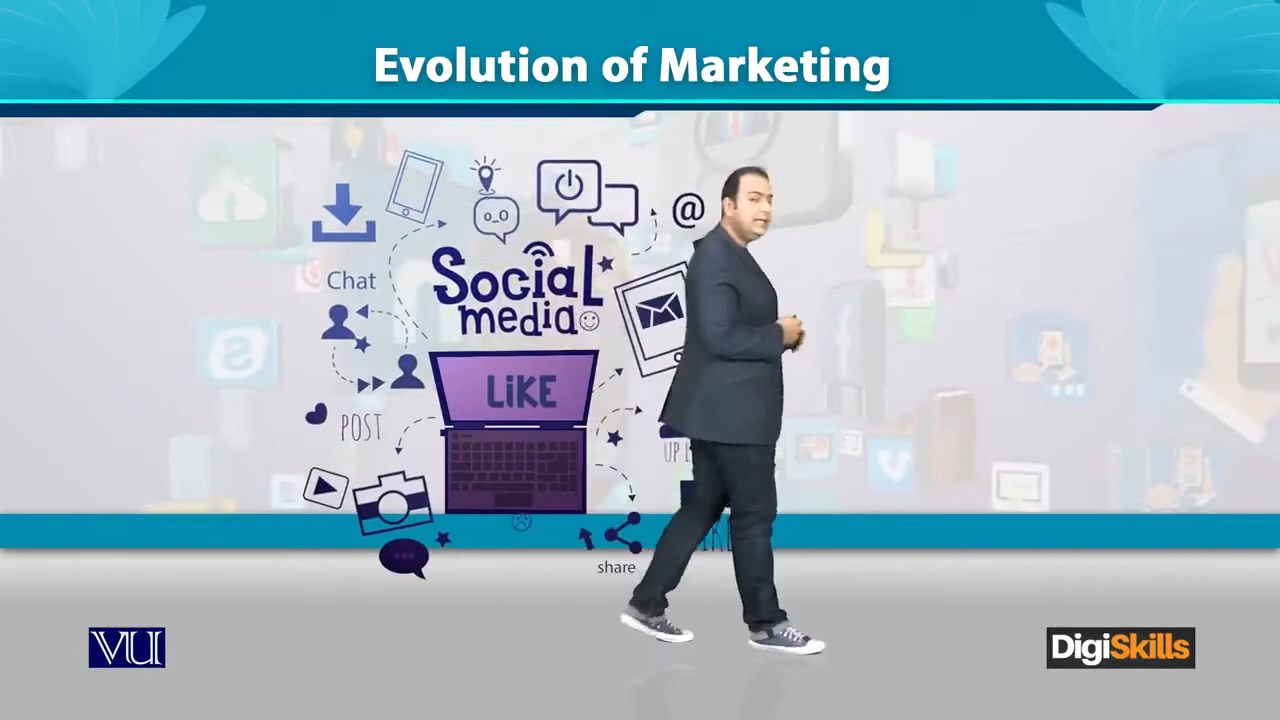 Evolution of Marketing
@
Chat
Social
media
LiKE
POST
share
VU
DigiSkills